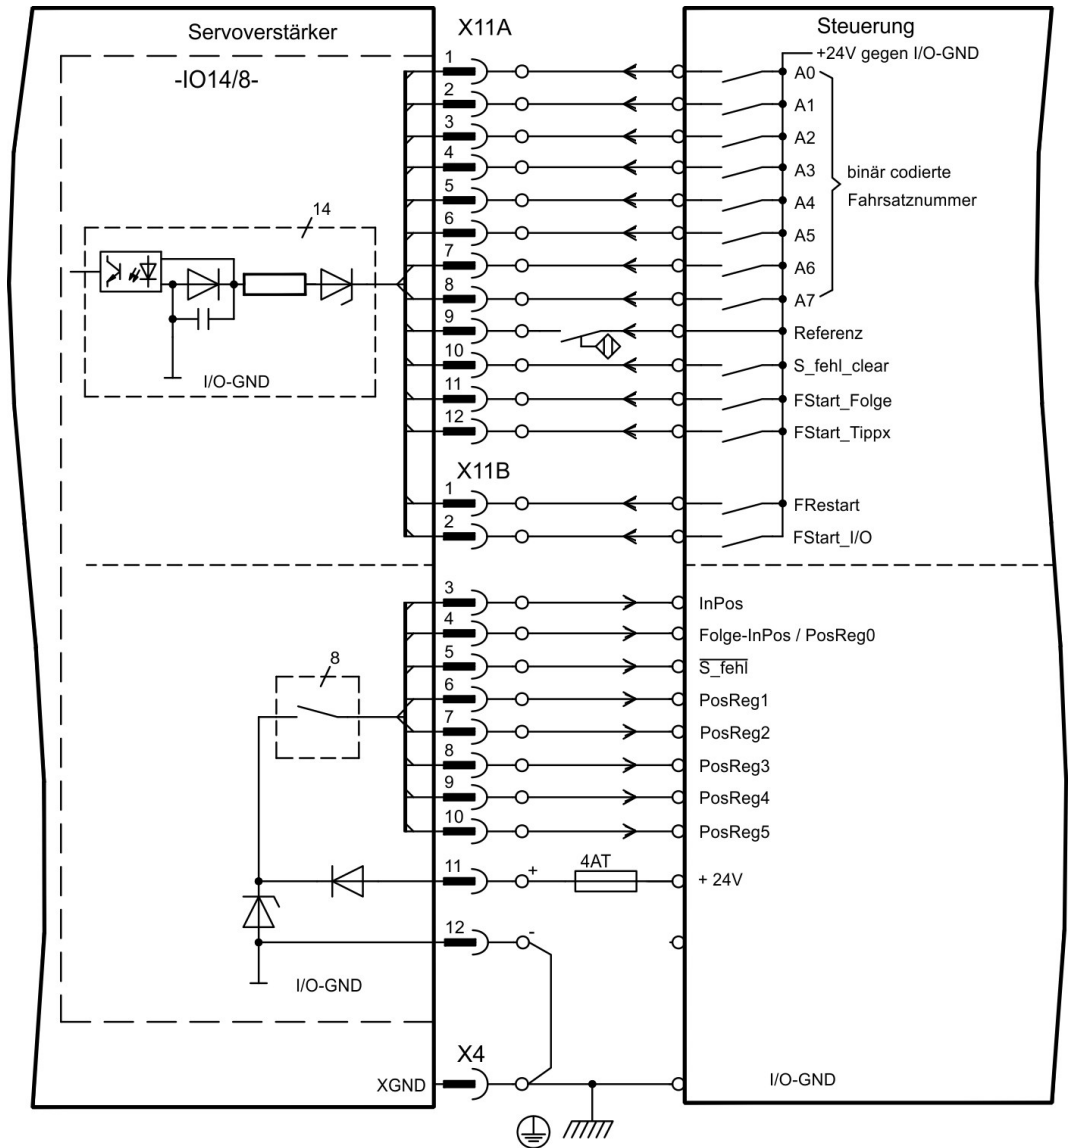 Servoverstärker
X11A
Steuerung
+24V gegen I/O-GND
-IO14/8-
1
A0
2
A1
3
A2
4
A3
binär codierte
5
A4
Fahrsatznummer
14
6
A5
7
A6
8
A7
9
Referenz
10
S_fehl_clear
I/O-GND
11
FStart_Folge
12
FStart_Tippx
X11B
1
FRestart
2
FStart_I/O
3
InPos
4
Folge-InPos / PosReg0
5
S_fehl
8
6
PosReg1
7
PosReg2
8
PosReg3
9
PosReg4
10
PosReg5
11
+
4AT
+ 24V
12
-
I/O-GND
X4
XGND
I/O-GND